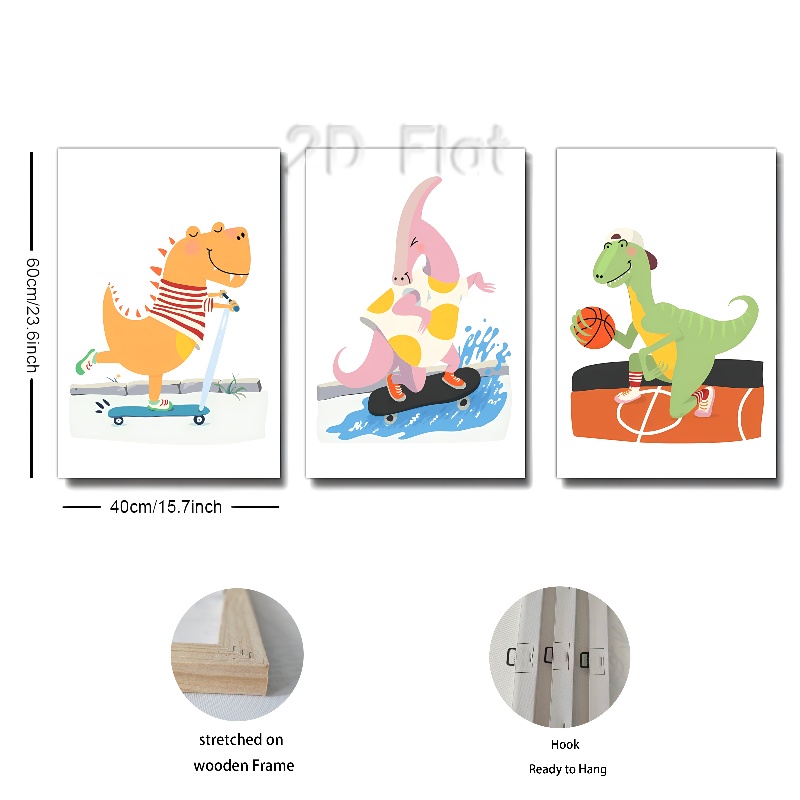 2D Flat
60cm/23.6inch
40cm/15.7inch
stretched on
wooden Frame
Hook
Ready to Hang